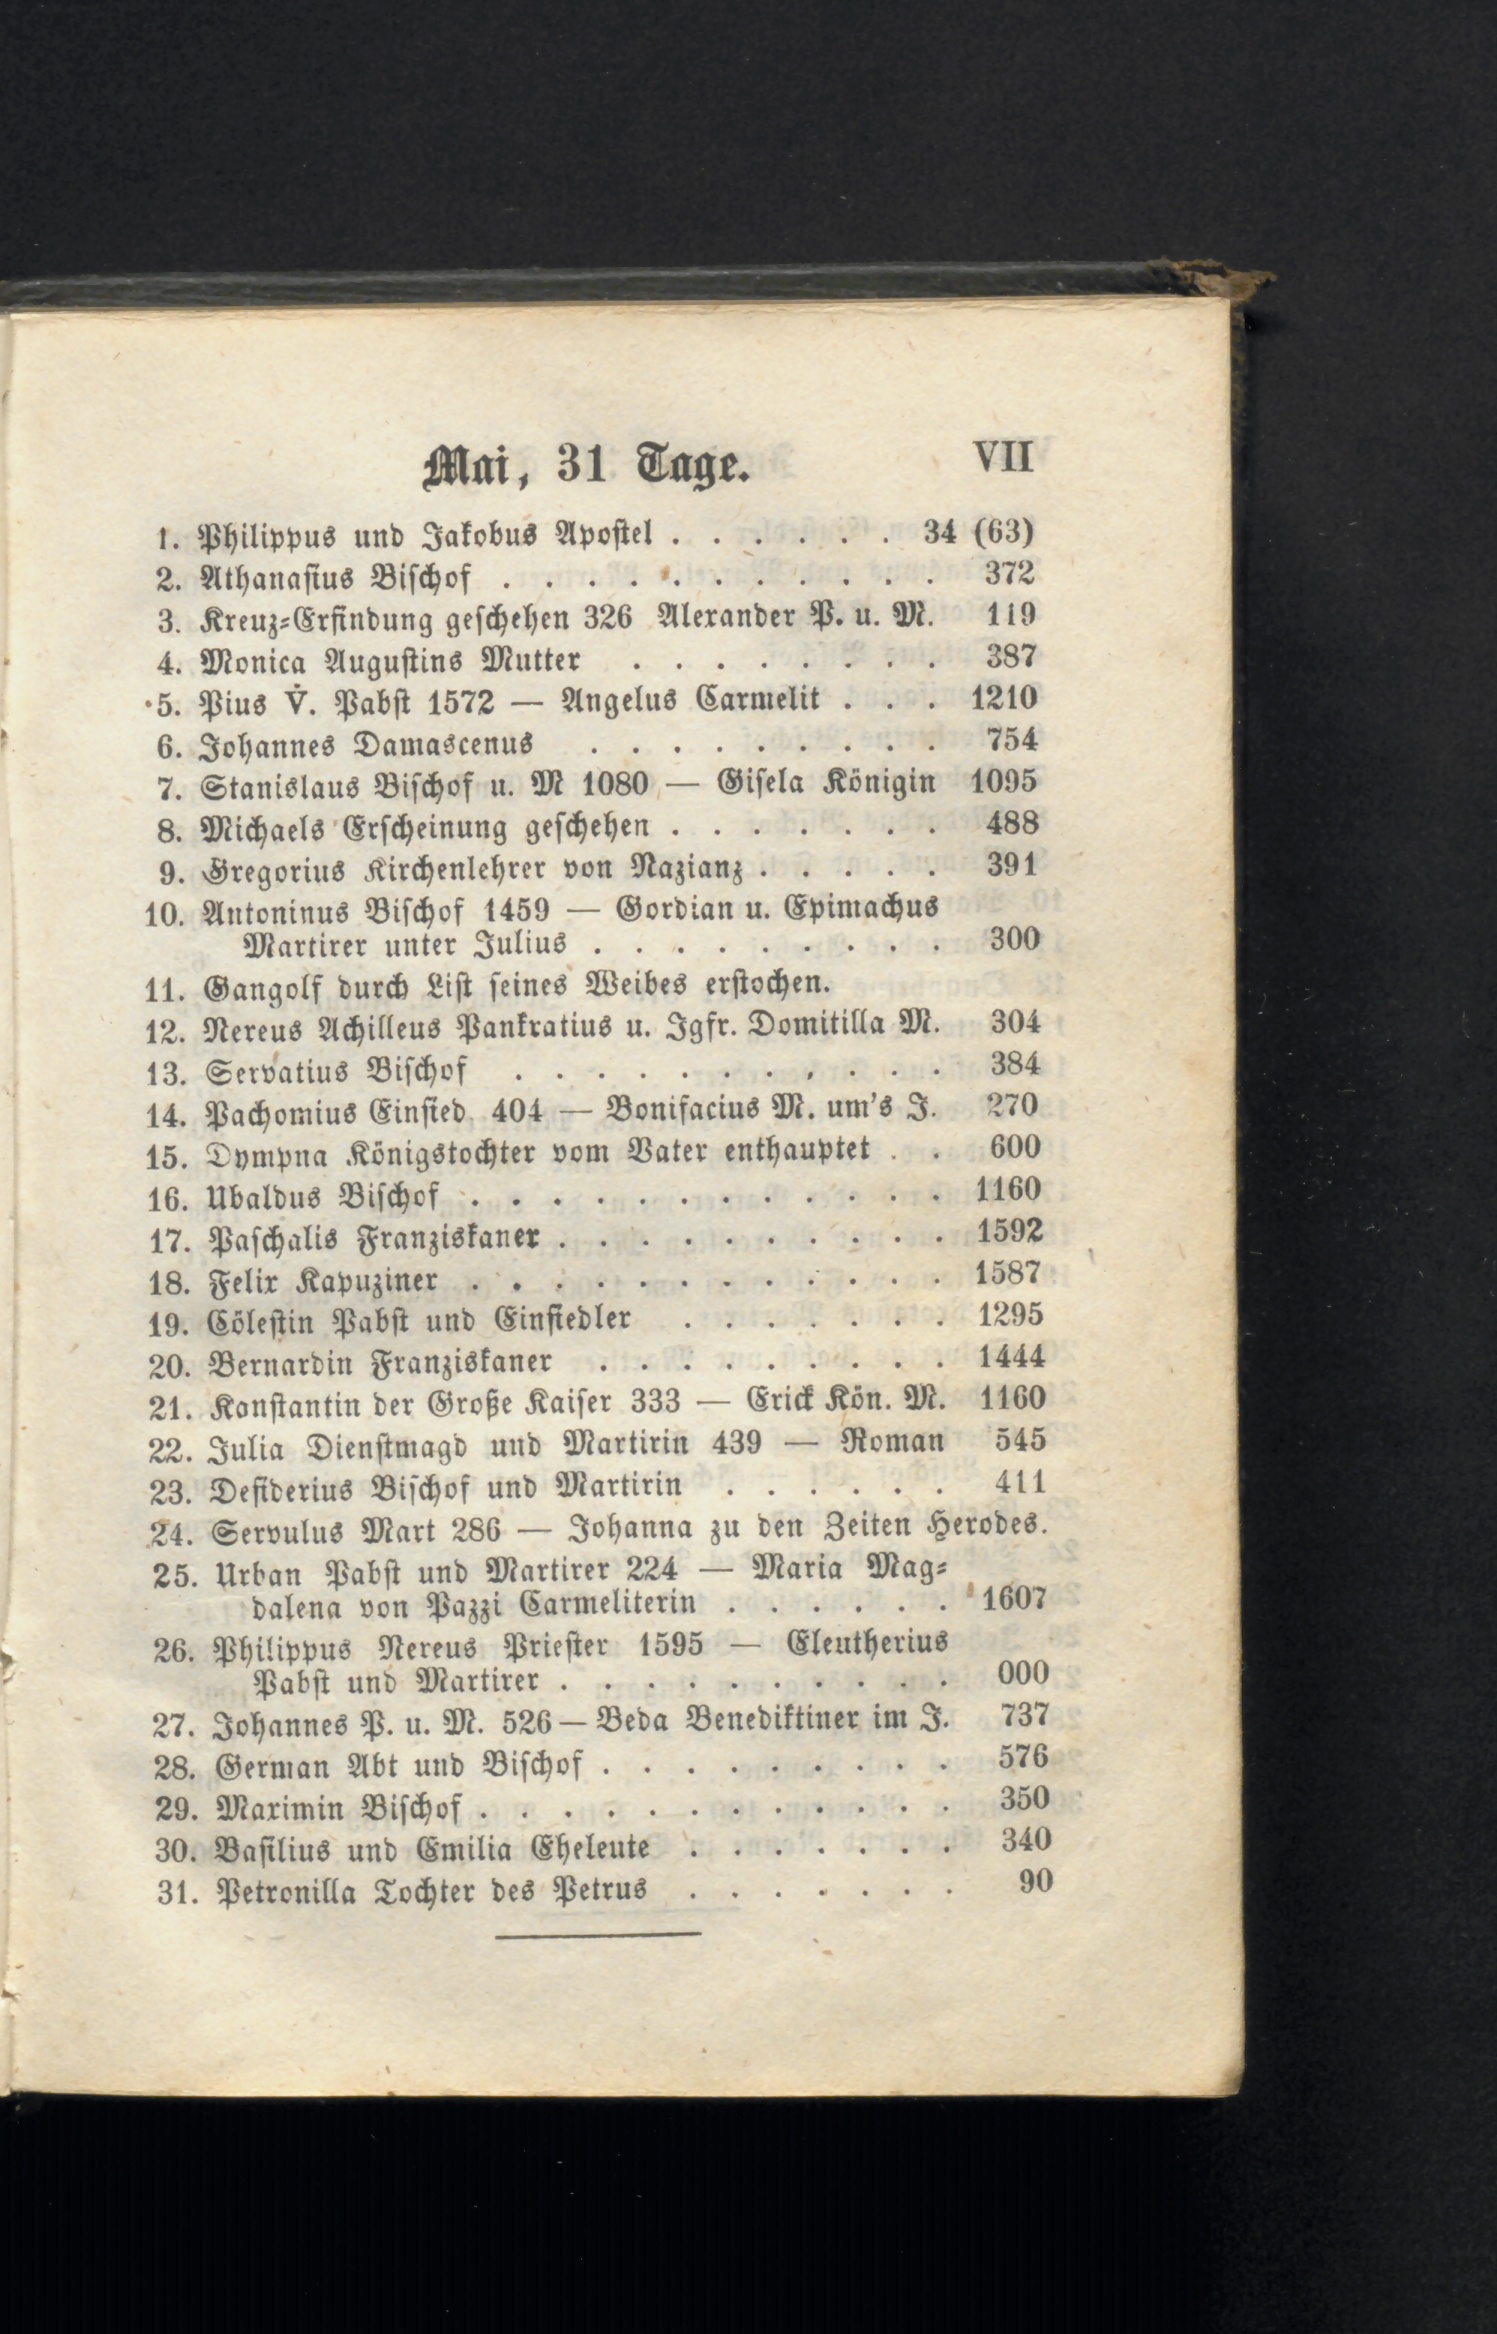 Mai, 31 Tage. VII
1. Philippus und Jakobus Apostel . . . . . . 34 (63)
2. Athanasius Bischof . . . . . . . . . . . 372
3. Kreuz-Erfindung geschehen 326 Alexander P. u. M. 119
4. Monica Augustins Mutter . . . . . . . . 387
5. Pius V. Pabst 1572 — Angelus Carmelit . . . 1210
6. Johannes Damascenus . . . . . . . . . 754
7. Stanislaus Bischof u. M 1080 — Gisela Königin 1095
8. Michaels Erscheinung geschehen . . . . . . . 488
9. Gregorius Kirchenlehrer von Nazianz . . . . . 391
10. Antoninus Bischof 1459 — Gordian u. Epimachus
Martirer unter Julius . . . . . . . . . 300
11. Gangolf durch List seines Weibes erstochen.
12. Nereus Achilleus Pankratius u. Jgfr. Domitilla M. 304
13. Servatius Bischof . . . . . . . . . . . 384
14. Pachomius Einsied. 404 — Bonifacius M. um's J. 270
15. Dympna Königstochter vom Vater enthauptet . . 600
16. Ubaldus Bischof . . . . . . . . . . . . 1160
17. Paschalis Franziskaner . . . . . . . . . . 1592
18. Felix Kapuziner . . . . . . . . . . . . 1587
19. Cölestin Pabst und Einsiedler . . . . . . . 1295
20. Bernardin Franziskaner . . . . . . . . . 1444
21. Konstantin der Große Kaiser 333 — Erick Kön. M. 1160
22. Julia Dienstmagd und Martirin 439 — Roman 545
23. Desiderius Bischof und Martirin . . . . . . 411
24. Servulus Mart 286 — Johanna zu den Zeiten Herodes.
25. Urban Pabst und Martirer 224 — Maria Mag-
dalena von Pazzi Carmeliterin . . . . . . 1607
26. Philippus Nereus Priester 1595 — Eleutherius
Pabst und Martirer . . . . . . . . . . 000
27. Johannes P. u. M. 526 — Beda Benediktiner im J. 737
28. German Abt und Bischof . . . . . . . . . 576
29. Maximin Bischof . . . . . . . . . . . . 350
30. Basilius und Emilia Eheleute . . . . . . . 340
31. Petronilla Tochter des Petrus . . . . . . . 90